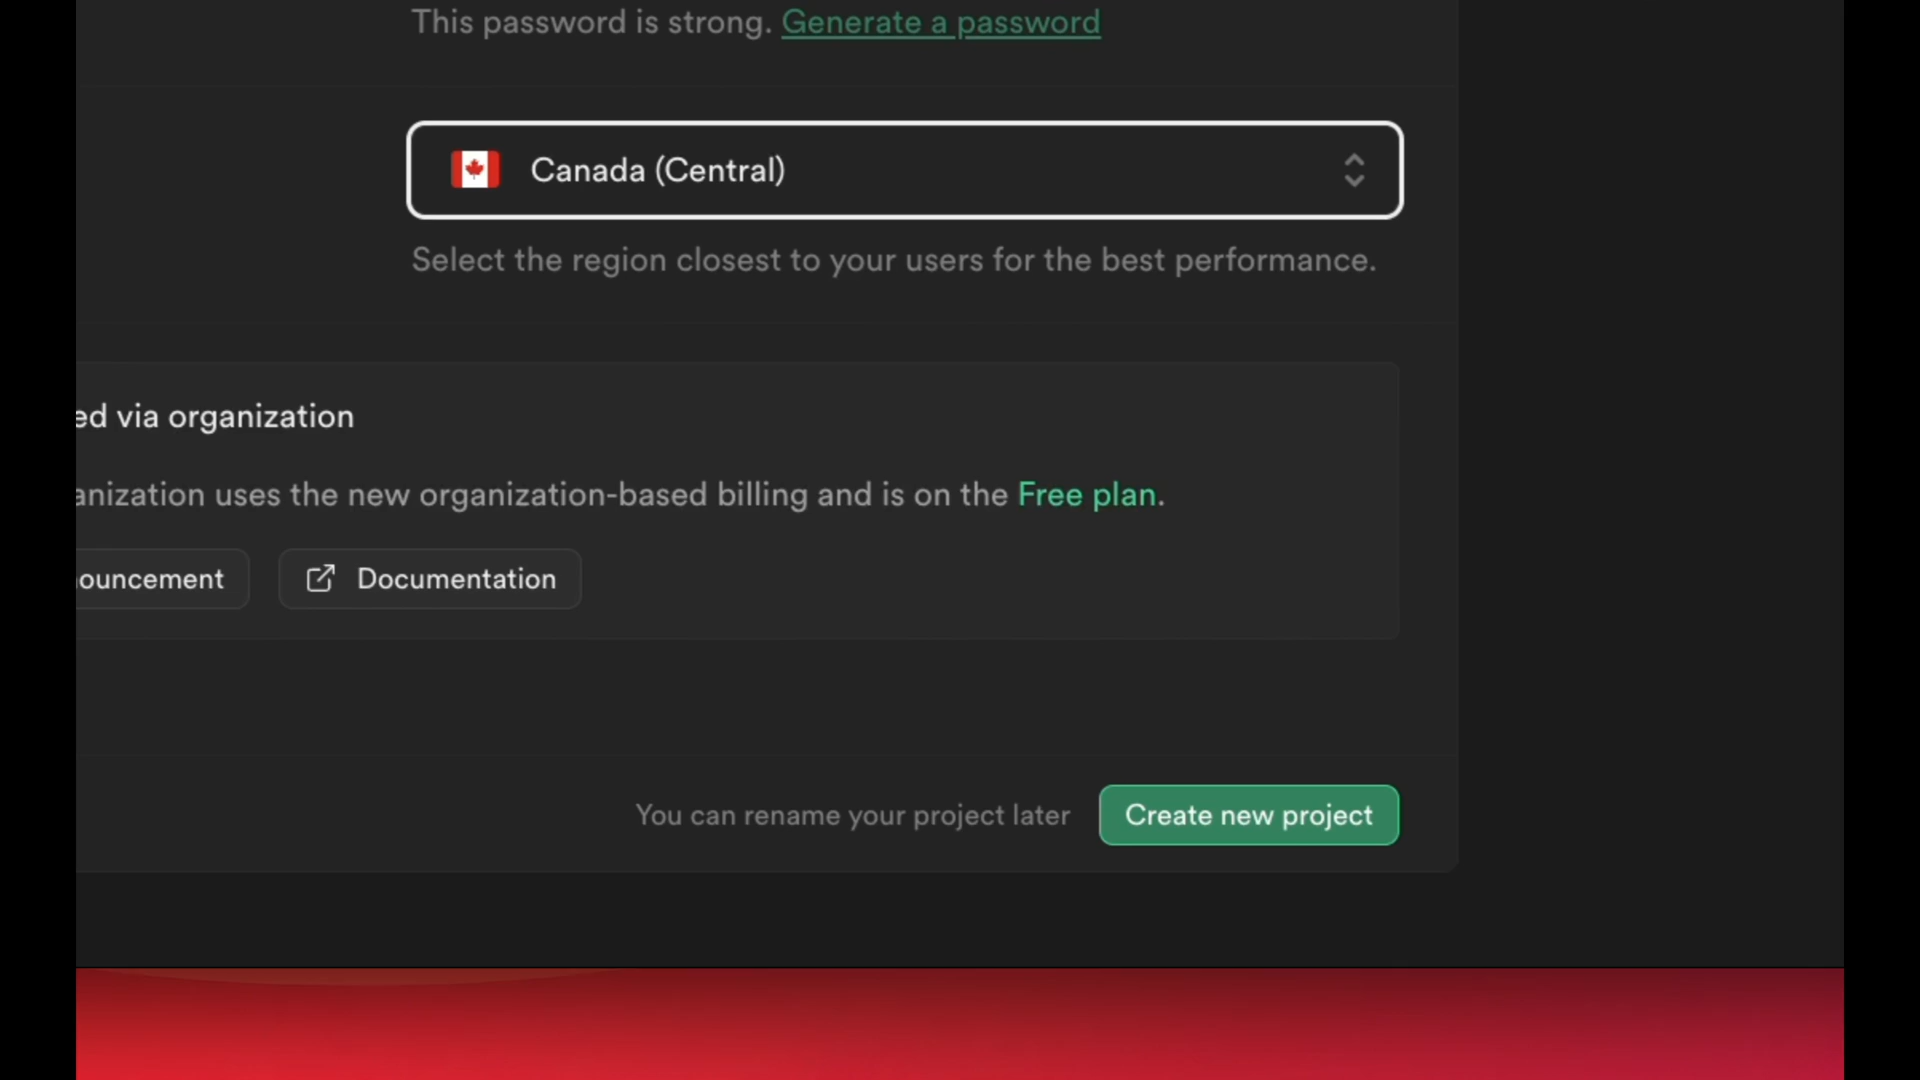 This password is strong. Generate a password
Canada (Central)
Select the region closest to your users for the best performance.
ed via organization
anization uses the new organization-based billing and is on the Free plan.
ouncement
Documentation
You can rename your project later
Create new project